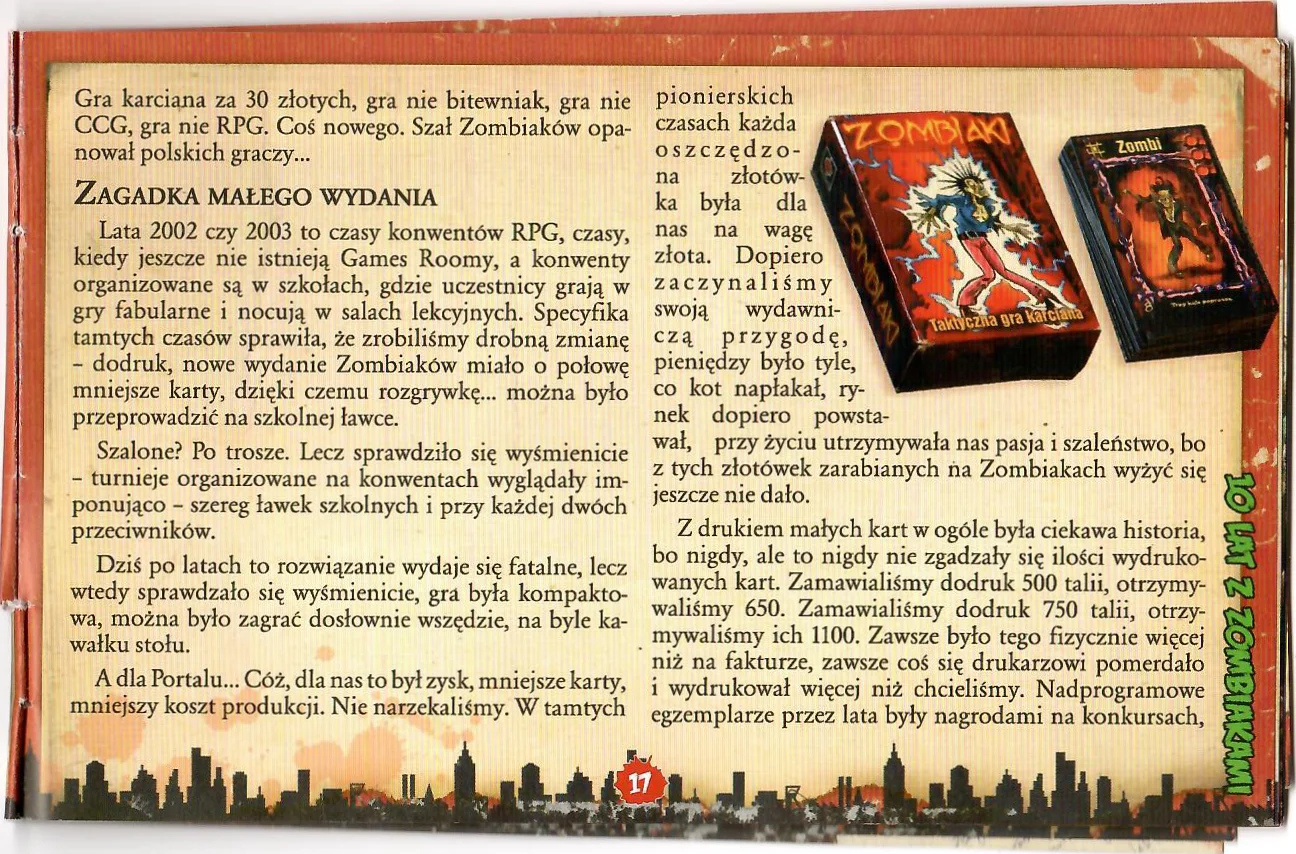 Gra karciana za 30 złotych, gra nie bitewniak, gra nie
CCG, gra nie RPG. Coś nowego. Szał Zombiaków opa-
nował polskich graczy...
ZAGADKA MAŁEGO WYDANIA
Lata 2002 czy 2003 to czasy konwentów RPG, czasy,
kiedy jeszcze nie istnieją Games Roomy, a konwenty
organizowane są w szkołach, gdzie uczestnicy grają w
gry fabularne i nocują w salach lekcyjnych. Specyfika
tamtych czasów sprawiła, że zrobiliśmy drobną zmianę
– dodruk, nowe wydanie Zombiaków miało o połowę
mniejsze karty, dzięki czemu rozgrywkę... można było
przeprowadzić na szkolnej ławce.
Szalone? Po trosze. Lecz sprawdziło się wyśmienicie
– turnieje organizowane na konwentach wyglądały im-
ponująco – szereg ławek szkolnych i przy każdej dwóch
przeciwników.
Dziś po latach to rozwiązanie wydaje się fatalne, lecz
wtedy sprawdzało się wyśmienicie, gra była kompakto-
wa, można było zagrać dosłownie wszędzie, na byle ka-
wałku stołu.
A dla Portalu... Cóż, dla nas to był zysk, mniejsze karty,
mniejszy koszt produkcji. Nie narzekaliśmy. W tamtych
pionierskich
czasach każda
oszczędzo-
na złotów-
ka była dla
nas na wagę
złota. Dopiero
zaczynaliśmy
swoją wydawni-
czą przygodę,
pieniędzy było tyle,
co kot napłakał, ry-
nek dopiero powsta-
wał, przy życiu utrzymywała nas pasja i szaleństwo, bo
z tych złotówek zarabianych na Zombiakach wyżyć się
jeszcze nie dało.
Z drukiem małych kart w ogóle była ciekawa historia,
bo nigdy, ale to nigdy nie zgadzały się ilości wydruko-
wanych kart. Zamawialiśmy dodruk 500 talii, otrzymy-
waliśmy 650. Zamawialiśmy dodruk 750 talii, otrzy-
mywaliśmy ich 1100. Zawsze było tego fizycznie więcej
niż na fakturze, zawsze coś się drukarzowi pomerdało
i wydrukował więcej niż chcieliśmy. Nadprogramowe
egzemplarze przez lata były nagrodami na konkursach,
ZOMBIAKI
ZOMBIAKI
Taktyczna gra karciana
Zombi
10 LAT Z ZOMBIAKAMI
17